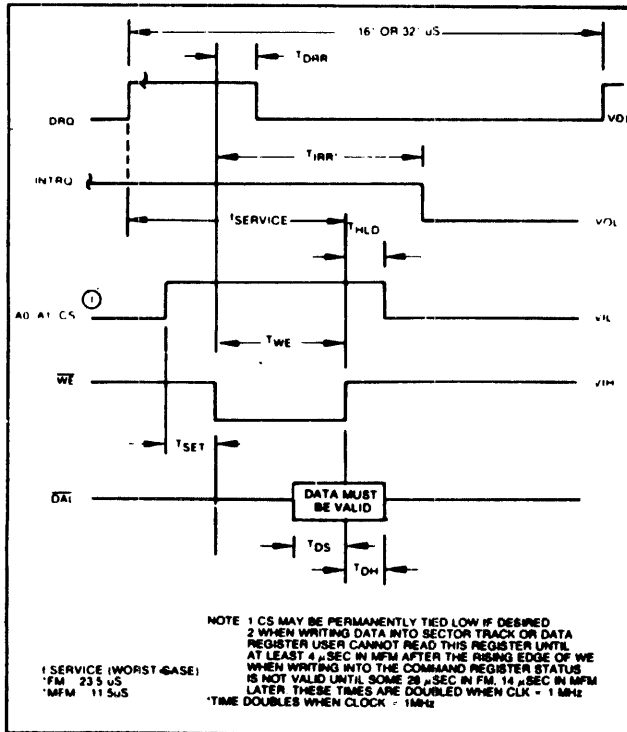 16* OR 32* uS
TDRR
DRQ
VOL
TIRR*
INTRQ
VOL
tSERVICE
THLD
1
A0 A1 CS
VIL
TWE
WE
VIH
TSET
DAL
DATA MUST
BE VALID
TDS
TDH
NOTE 1 CS MAY BE PERMANENTLY TIED LOW IF DESIRED
2 WHEN WRITING DATA INTO SECTOR TRACK OR DATA
REGISTER USER CANNOT READ THIS REGISTER UNTIL
AT LEAST 4 µSEC IN MFM AFTER THE RISING EDGE OF WE
WHEN WRITING INTO THE COMMAND REGISTER STATUS
IS NOT VALID UNTIL SOME 28 µSEC IN FM, 14 µSEC IN MFM
LATER. THESE TIMES ARE DOUBLED WHEN CLK = 1 MHz
*TIME DOUBLES WHEN CLOCK = 1MHz
t SERVICE (WORST CASE)
*FM 23 5 uS
*MFM 11 5uS